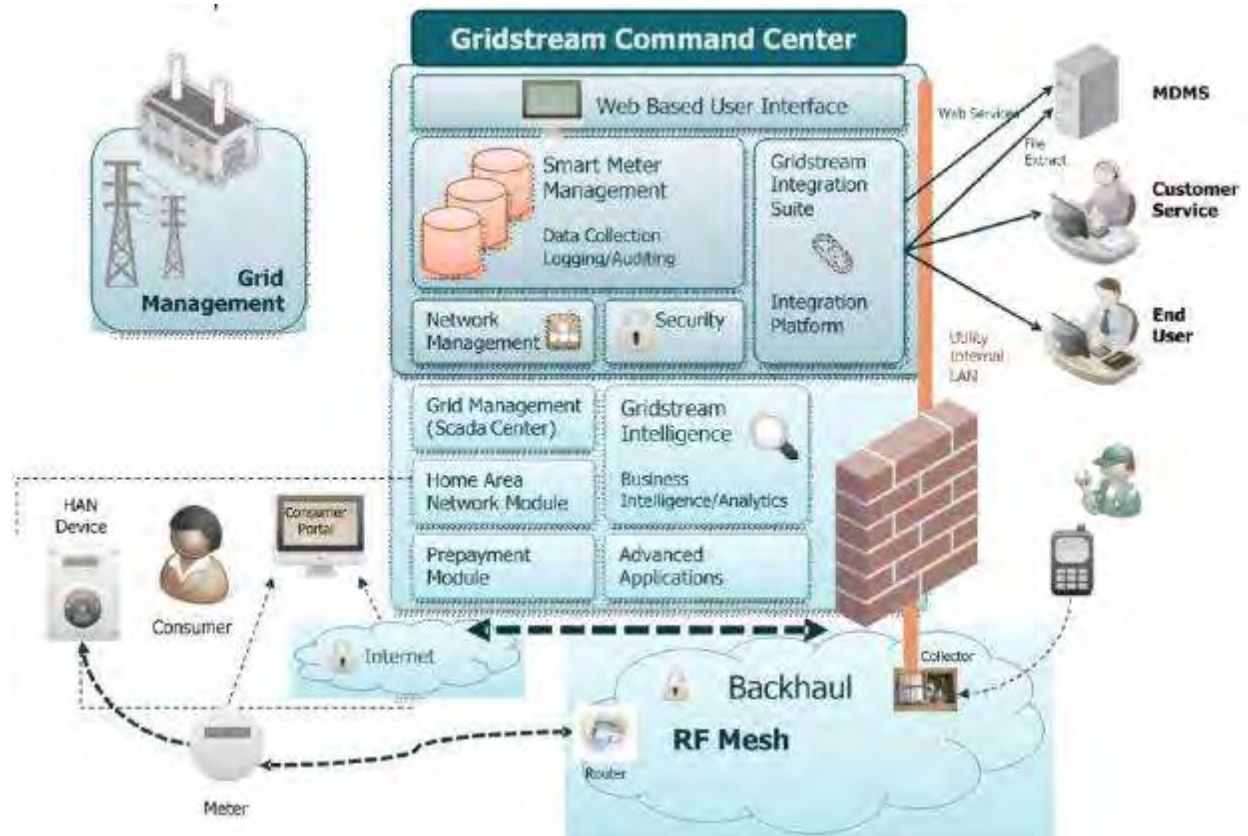 Gridstream Command Center
Web Based User Interface
Smart Meter
Management
Data Collection
Logging/Auditing
Gridstream
Integration
Suite
Integration
Platform
Network
Management
Security
Grid Management
(Scada Center)
Gridstream
Intelligence
Business
Intelligence/Analytics
Home Area
Network Module
Prepayment
Module
Advanced
Applications
Grid
Management
Web Services
File
Extract
MDMS
Customer
Service
End
User
Utility
Internal
LAN
HAN
Device
Consumer
Portal
Consumer
Internet
Meter
Router
Backhaul
RF Mesh
Collector